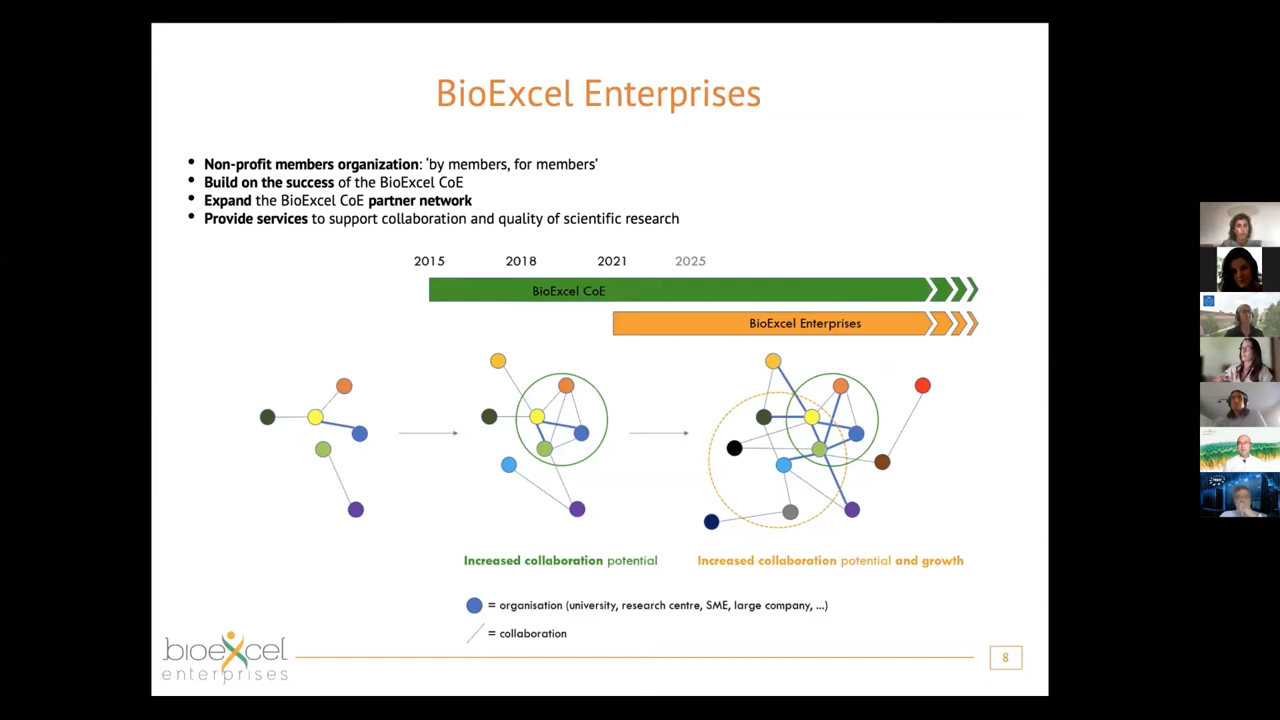 BioExcel Enterprises
• Non-profit members organization: ‘by members, for members’
• Build on the success of the BioExcel CoE
• Expand the BioExcel CoE partner network
• Provide services to support collaboration and quality of scientific research
2015 2018 2021 2025
BioExcel CoE
BioExcel Enterprises
Increased collaboration potential
Increased collaboration potential and growth
= organisation (university, research centre, SME, large company, ...)
= collaboration
bioexcel
enterprises
8